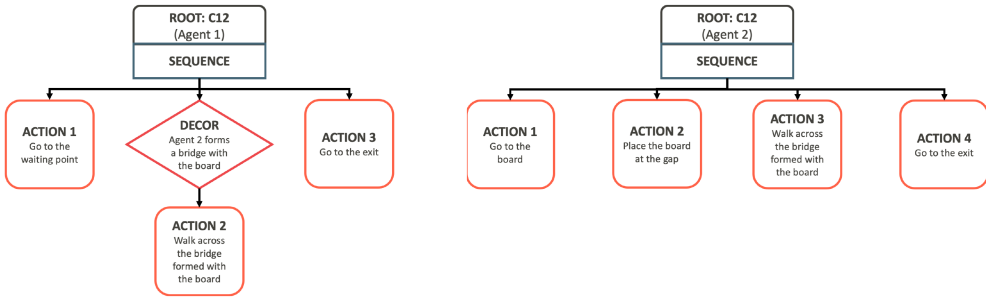 ROOT: C12
(Agent 1)
SEQUENCE
ACTION 1
Go to the
waiting point
DECOR
Agent 2 forms
a bridge with
the board
ACTION 3
Go to the exit
ACTION 2
Walk across
the bridge
formed with
the board
ROOT: C12
(Agent 2)
SEQUENCE
ACTION 1
Go to the
board
ACTION 2
Place the board
at the gap
ACTION 3
Walk across
the bridge
formed with
the board
ACTION 4
Go to the exit